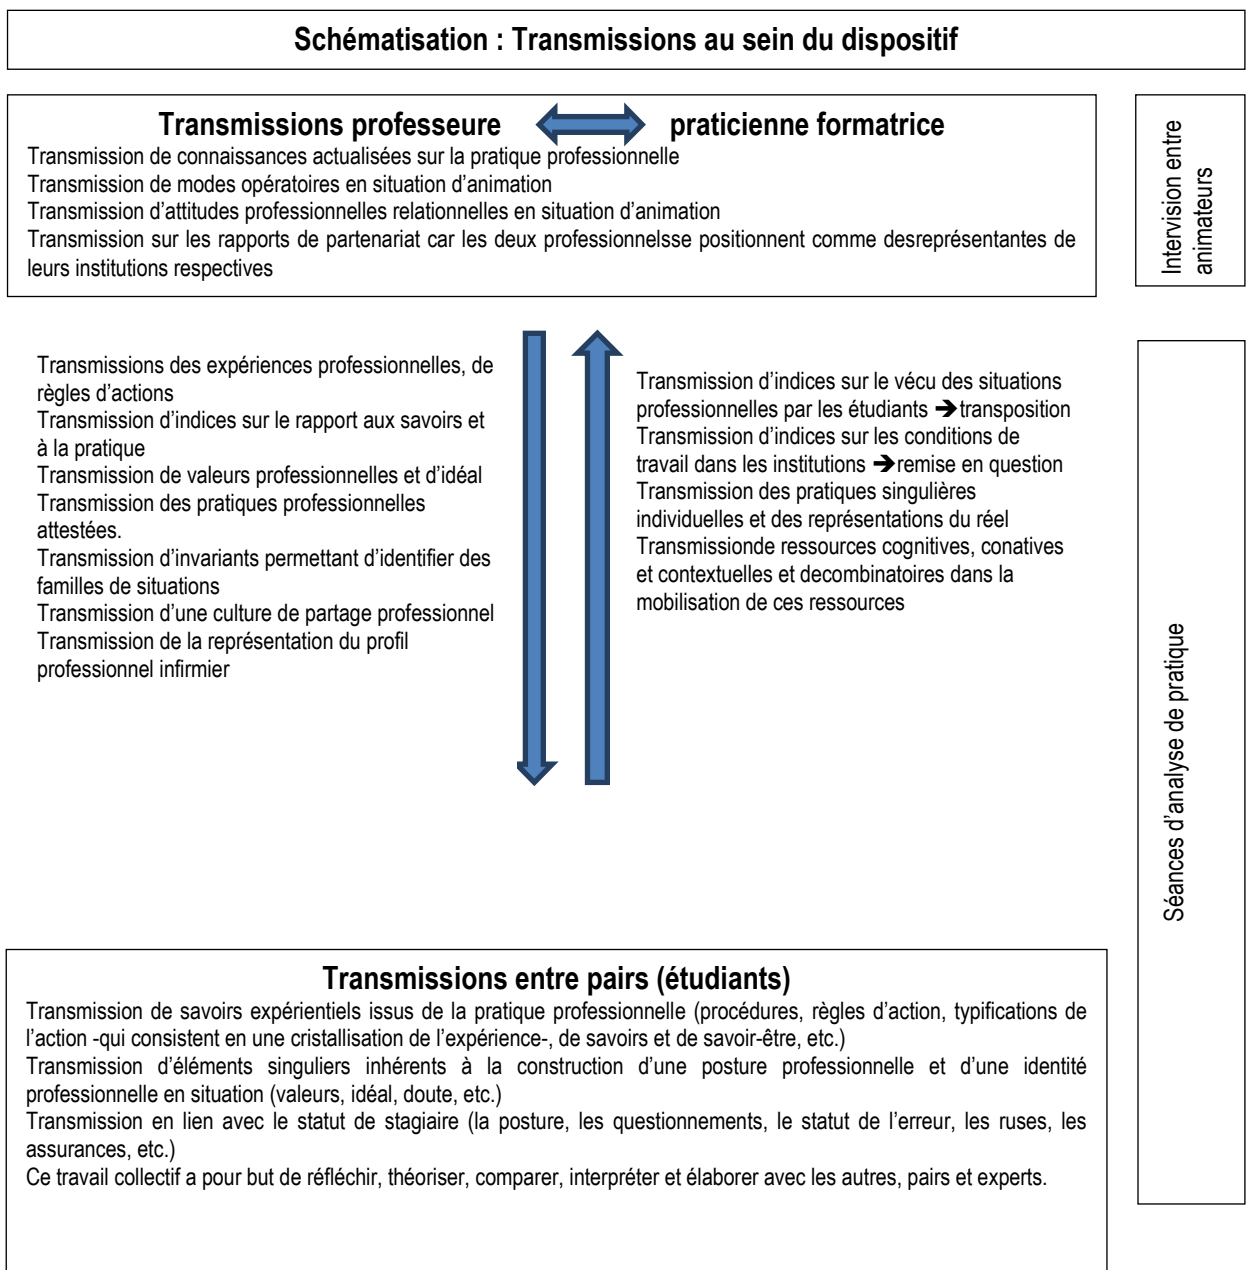 Schématisation : Transmissions au sein du dispositif
Transmissions professeure praticienne formatrice
Transmission de connaissances actualisées sur la pratique professionnelle
Transmission de modes opératoires en situation d'animation
Transmission d'attitudes professionnelles relationnelles en situation d'animation
Transmission sur les rapports de partenariat car les deux professionnelsse positionnent comme desreprésentantes de
leurs institutions respectives
Intervision entre
animateurs
Transmissions des expériences professionnelles, de
règles d'actions
Transmission d'indices sur le rapport aux savoirs et
à la pratique
Transmission de valeurs professionnelles et d'idéal
Transmission des pratiques professionnelles
attestées.
Transmission d'invariants permettant d'identifier des
familles de situations
Transmission d'une culture de partage professionnel
Transmission de la représentation du profil
professionnel infirmier
Transmission d'indices sur le vécu des situations
professionnelles par les étudiants ➔transposition
Transmission d'indices sur les conditions de
travail dans les institutions ➔remise en question
Transmission des pratiques singulières
individuelles et des représentations du réel
Transmissionde ressources cognitives, conatives
et contextuelles et decombinatoires dans la
mobilisation de ces ressources
Séances d'analyse de pratique
Transmissions entre pairs (étudiants)
Transmission de savoirs expérientiels issus de la pratique professionnelle (procédures, règles d'action, typifications de
l'action -qui consistent en une cristallisation de l'expérience-, de savoirs et de savoir-être, etc.)
Transmission d'éléments singuliers inhérents à la construction d'une posture professionnelle et d'une identité
professionnelle en situation (valeurs, idéal, doute, etc.)
Transmission en lien avec le statut de stagiaire (la posture, les questionnements, le statut de l'erreur, les ruses, les
assurances, etc.)
Ce travail collectif a pour but de réfléchir, théoriser, comparer, interpréter et élaborer avec les autres, pairs et experts.